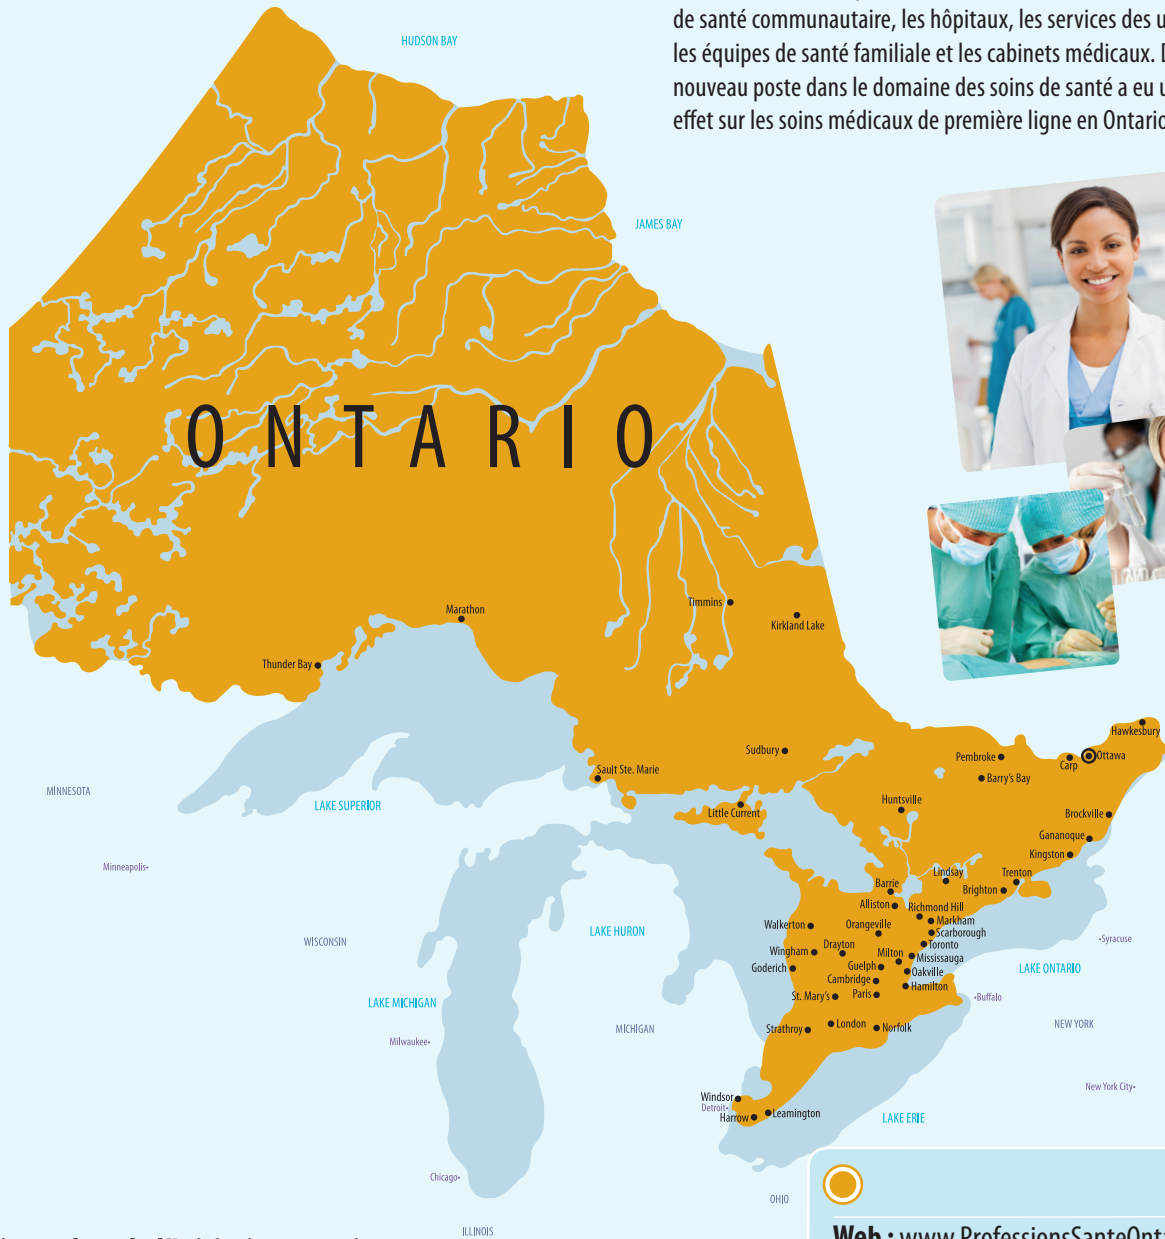 de santé communautaire, les hôpitaux, les services des u
les équipes de santé familiale et les cabinets médicaux. D
nouveau poste dans le domaine des soins de santé a eu u
effet sur les soins médicaux de première ligne en Ontario
HUDSON BAY
JAMES BAY
ONTARIO
Marathon
Timmins
Kirkland Lake
Thunder Bay
Hawkesbury
Sudbury
Pembroke
Carp
Ottawa
Sault Ste. Marie
Barry's Bay
MINNESOTA
LAKE SUPERIOR
Little Current
Huntsville
Brockville
Gananoque
Kingston
Minneapolis
Lindsay
Trenton
Barrie
Brighton
Alliston
Richmond Hill
Walkerton
Orangeville
Markham
LAKE HURON
Scarborough
WISCONSIN
Drayton
Toronto
Syracuse
Wingham
Milton
Mississauga
Goderich
Guelph
Oakville
LAKE ONTARIO
Cambridge
Hamilton
LAKE MICHIGAN
St. Mary's
Paris
Buffalo
MICHIGAN
Strathroy
London
Norfolk
NEW YORK
Milwaukee
New York City
Windsor
Detroit
Harrow
Leamington
LAKE ERIE
Chicago
OHIO
ILLINOIS
Web : www.ProfessionsSanteOnta